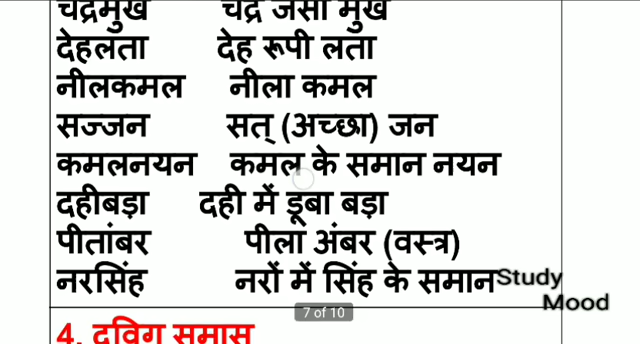 चंद्रमुख चंद्र जैसा मुख
देहलता देह रूपी लता
नीलकमल नीला कमल
सज्जन सत् (अच्छा) जन
कमलनयन कमल के समान नयन
दहीबड़ा दही में डूबा बड़ा
पीतांबर पीला अंबर (वस्त्र)
नरसिंह नरों में सिंह के समान
Study
Mood
7 of 10
4. द्विगु समास